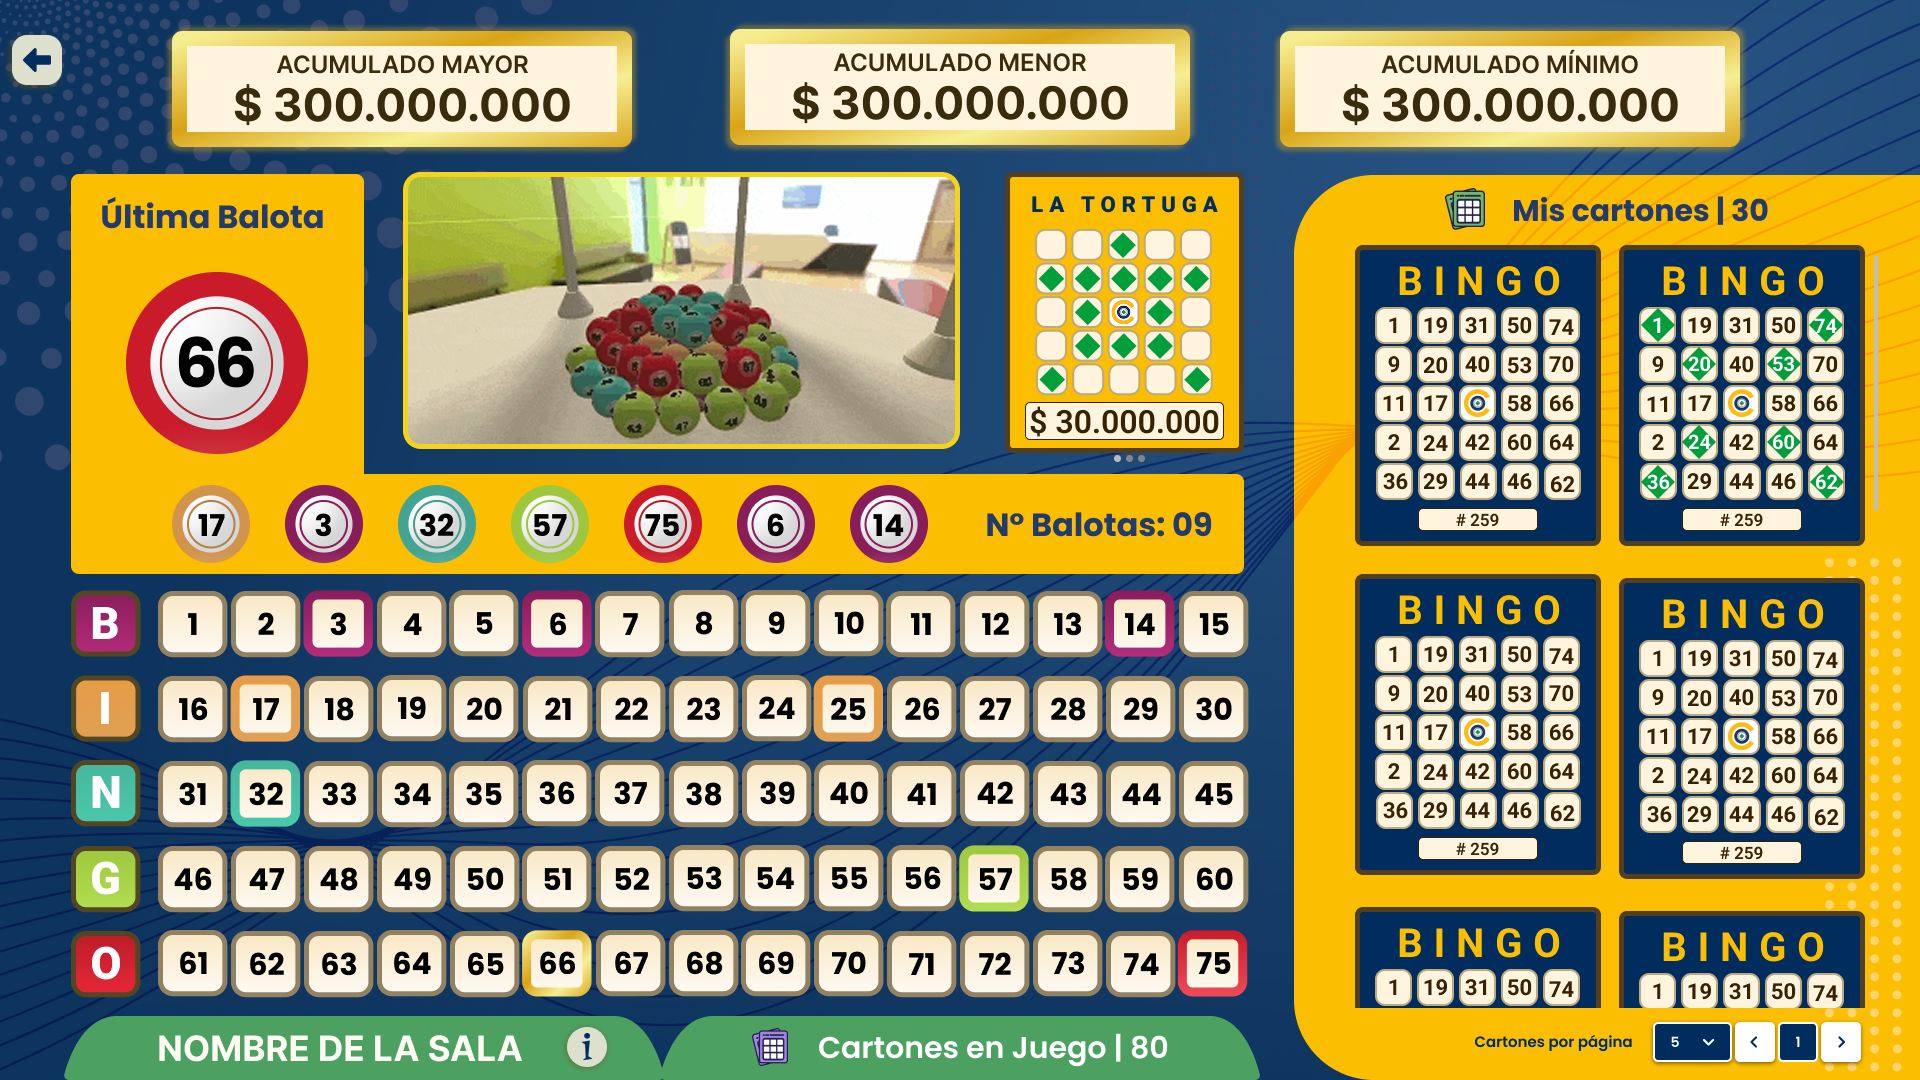 ACUMULADO MAYOR
$ 300.000.000
ACUMULADO MENOR
$ 300.000.000
ACUMULADO MÍNIMO
$ 300.000.000
Última Balota
66
LA TORTUGA
$ 30.000.000
17 3 32 57 75 6 14
N° Balotas: 09
B 1 2 3 4 5 6 7 8 9 10 11 12 13 14 15
I 16 17 18 19 20 21 22 23 24 25 26 27 28 29 30
N 31 32 33 34 35 36 37 38 39 40 41 42 43 44 45
G 46 47 48 49 50 51 52 53 54 55 56 57 58 59 60
O 61 62 63 64 65 66 67 68 69 70 71 72 73 74 75
NOMBRE DE LA SALA i
Cartones en Juego | 80
Mis cartones | 30
BINGO
1 19 31 50 74
9 20 40 53 70
11 17 58 66
2 24 42 60 64
36 29 44 46 62
# 259
BINGO
1 19 31 50 74
9 20 40 53 70
11 17 58 66
2 24 42 60 64
36 29 44 46 62
# 259
BINGO
1 19 31 50 74
9 20 40 53 70
11 17 58 66
2 24 42 60 64
36 29 44 46 62
# 259
BINGO
1 19 31 50 74
9 20 40 53 70
11 17 58 66
2 24 42 60 64
36 29 44 46 62
# 259
BINGO
1 19 31 50 74
BINGO
1 19 31 50 74
Cartones por página 5 1